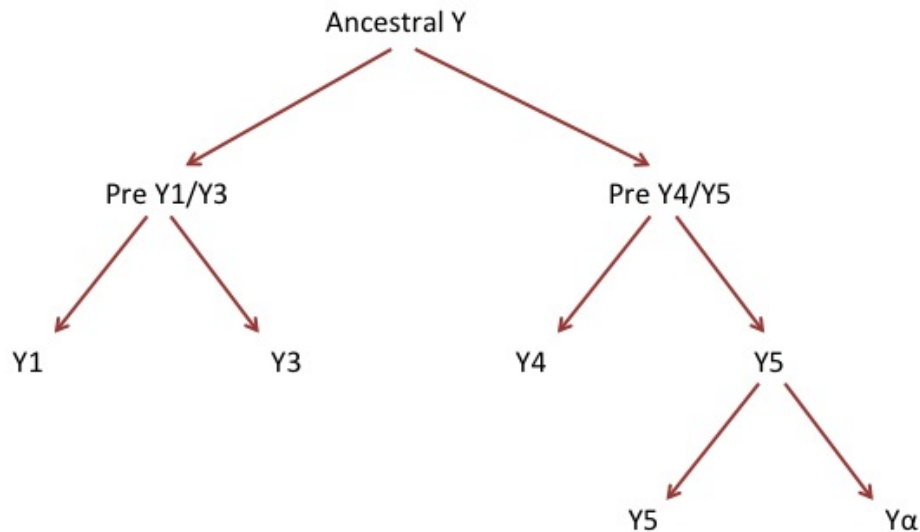 Ancestral Y
Pre Y1/Y3
Pre Y4/Y5
Y1
Y3
Y4
Y5
Y5
Yα